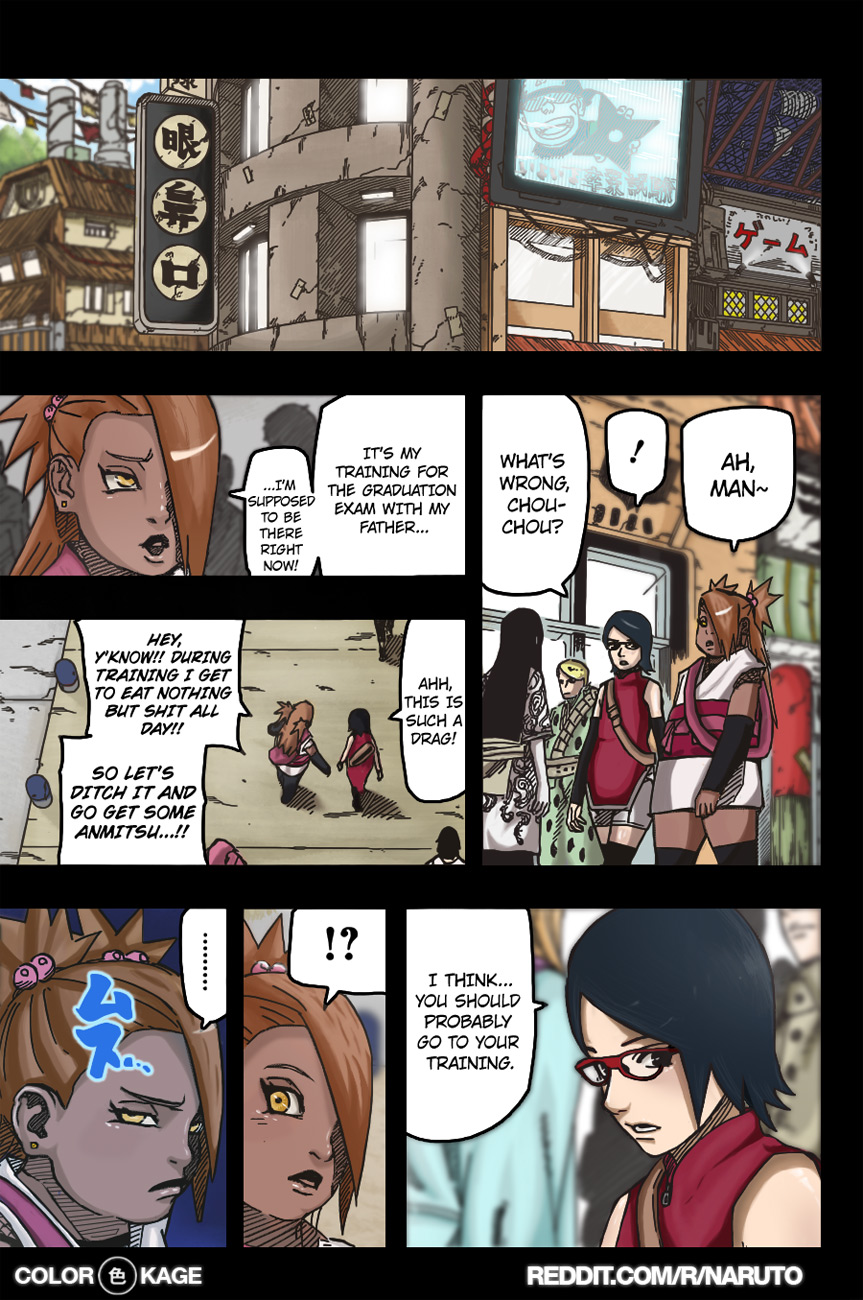 眼
口
ゲーム
AH,
MAN~
!
WHAT'S
WRONG,
CHOU-
CHOU?
IT'S MY
TRAINING FOR
THE GRADUATION
EXAM WITH MY
FATHER...
...I'M
SUPPOSED
TO BE
THERE
RIGHT
NOW!
AHH,
THIS IS
SUCH A
DRAG!
HEY,
Y'KNOW!! DURING
TRAINING I GET
TO EAT NOTHING
BUT SHIT ALL
DAY!!
SO LET'S
DITCH IT AND
GO GET SOME
ANMITSU...!!
I THINK...
YOU SHOULD
PROBABLY
GO TO YOUR
TRAINING.
!?
.........
ムス...
COLOR 色 KAGE
REDDIT.COM/R/NARUTO